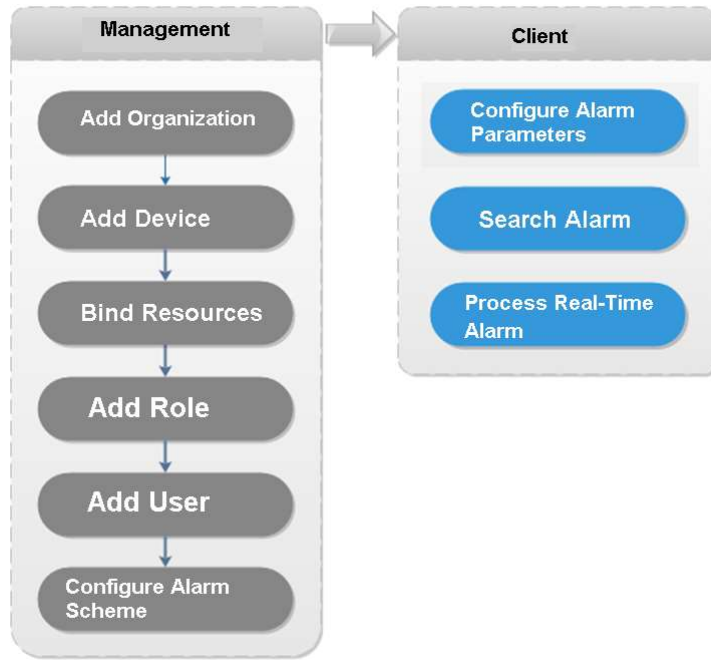 Management
Add Organization
Add Device
Bind Resources
Add Role
Add User
Configure Alarm
Scheme
Client
Configure Alarm
Parameters
Search Alarm
Process Real-Time
Alarm